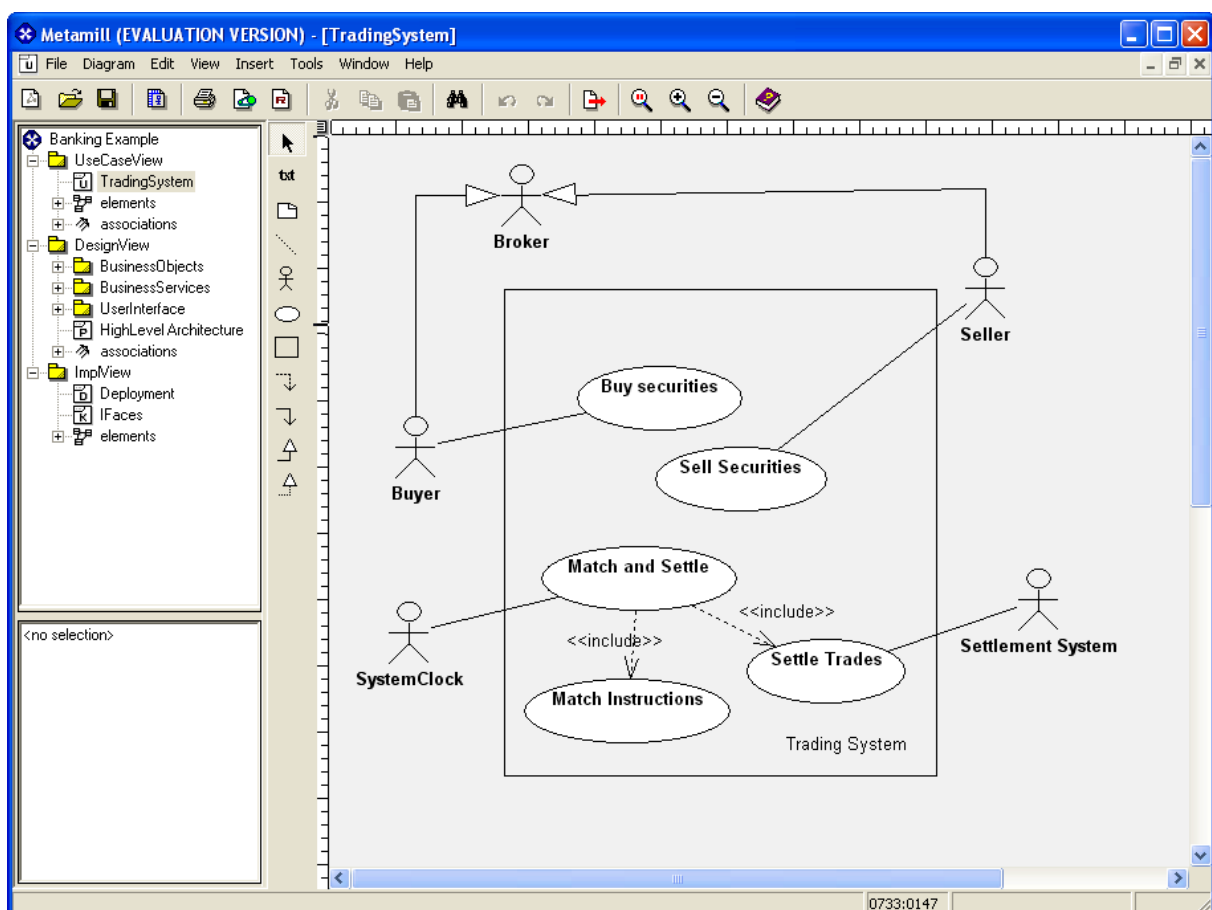 Metamill (EVALUATION VERSION) - [TradingSystem]
File Diagram Edit View Insert Tools Window Help
Banking Example
UseCaseView
TradingSystem
elements
associations
DesignView
BusinessObjects
BusinessServices
UserInterface
HighLevel Architecture
associations
ImplView
Deployment
IFaces
elements
<no selection>
txt
Broker
Seller
Buy securities
Sell Securities
Buyer
Match and Settle
<<include>>
<<include>>
Settle Trades
Settlement System
SystemClock
Match Instructions
Trading System
0733:0147